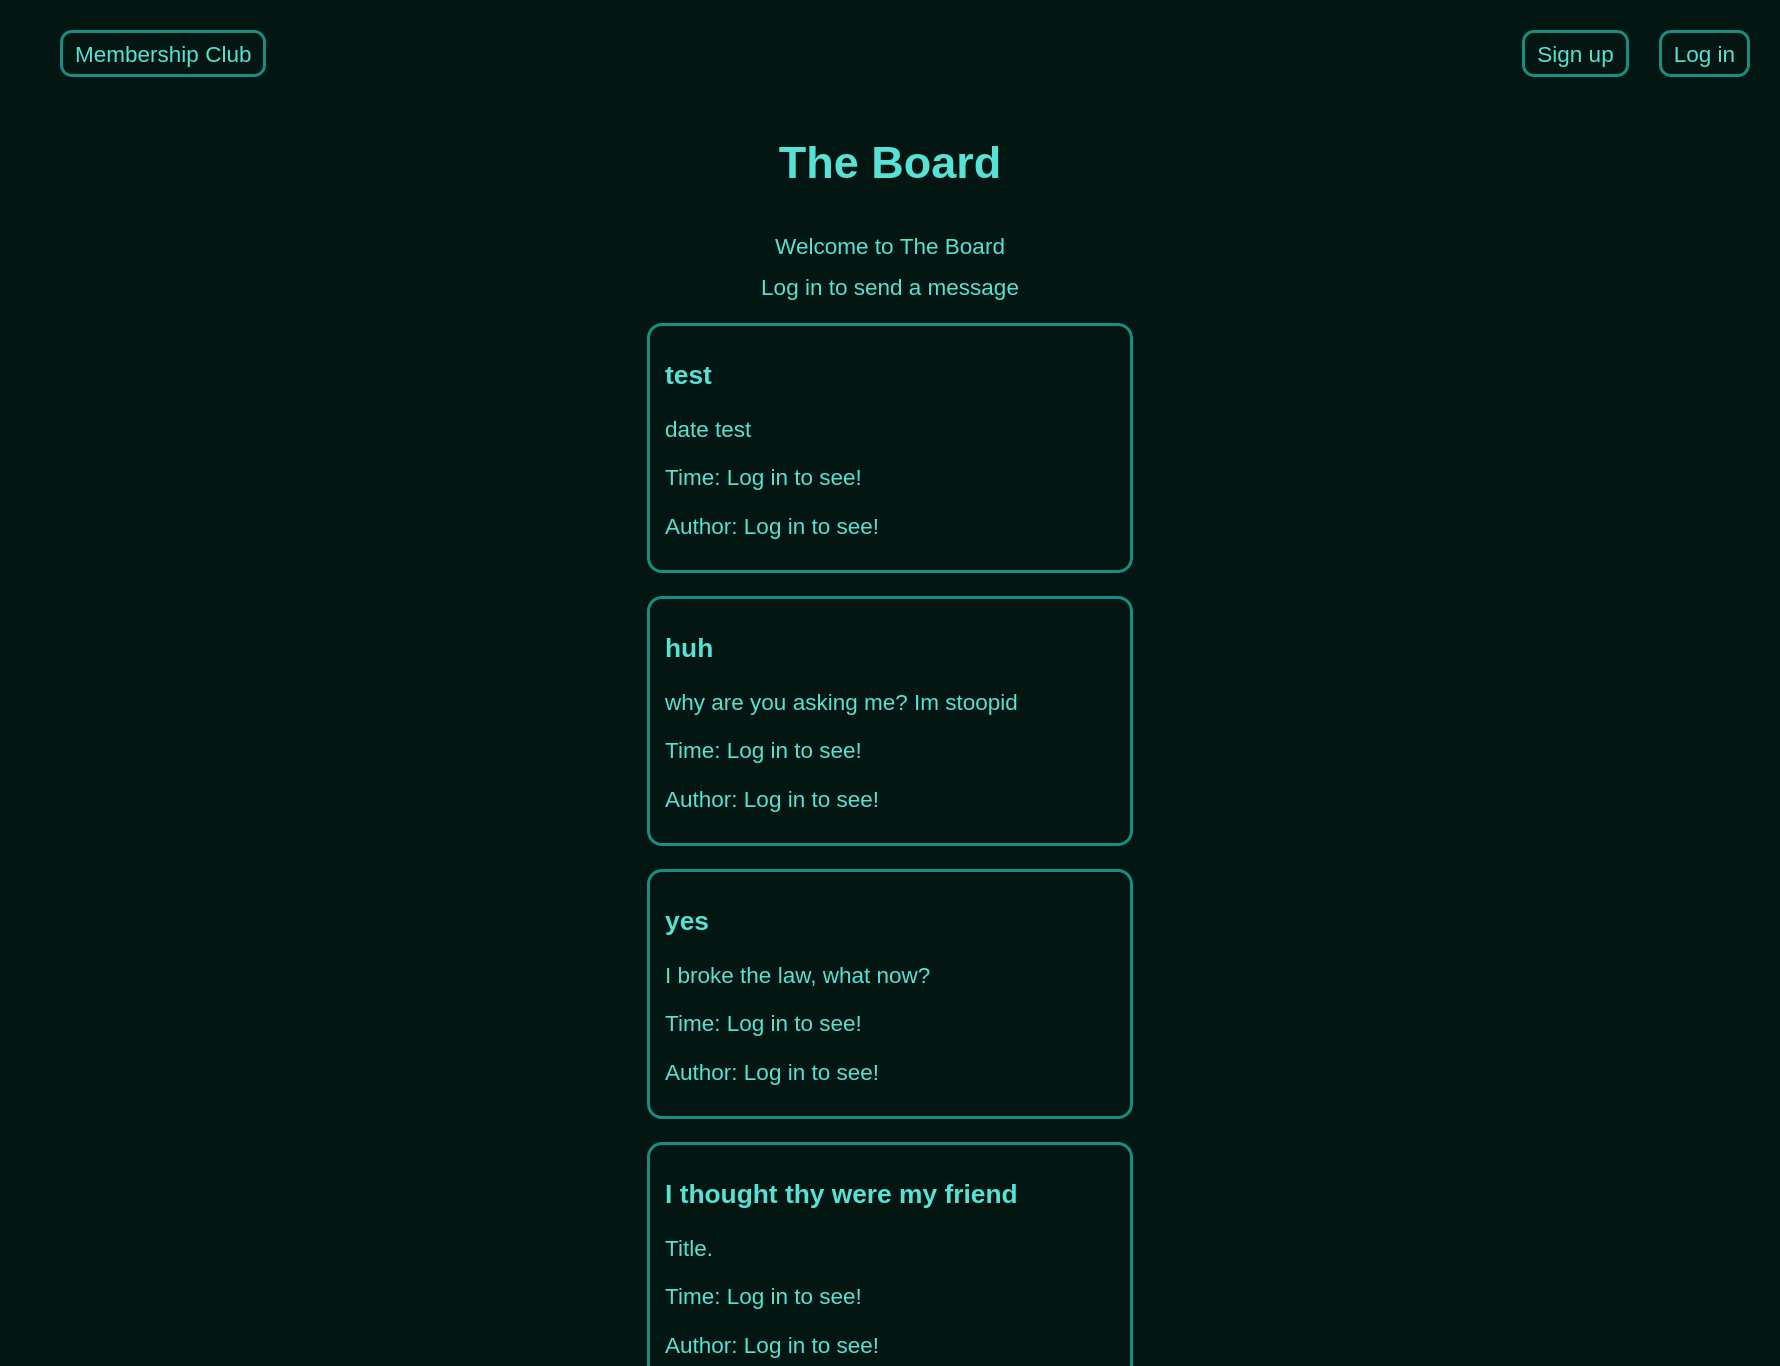 Membership Club
Sign up
Log in
The Board
Welcome to The Board
Log in to send a message
test
date test
Time: Log in to see!
Author: Log in to see!
huh
why are you asking me? Im stoopid
Time: Log in to see!
Author: Log in to see!
yes
I broke the law, what now?
Time: Log in to see!
Author: Log in to see!
I thought thy were my friend
Title.
Time: Log in to see!
Author: Log in to see!